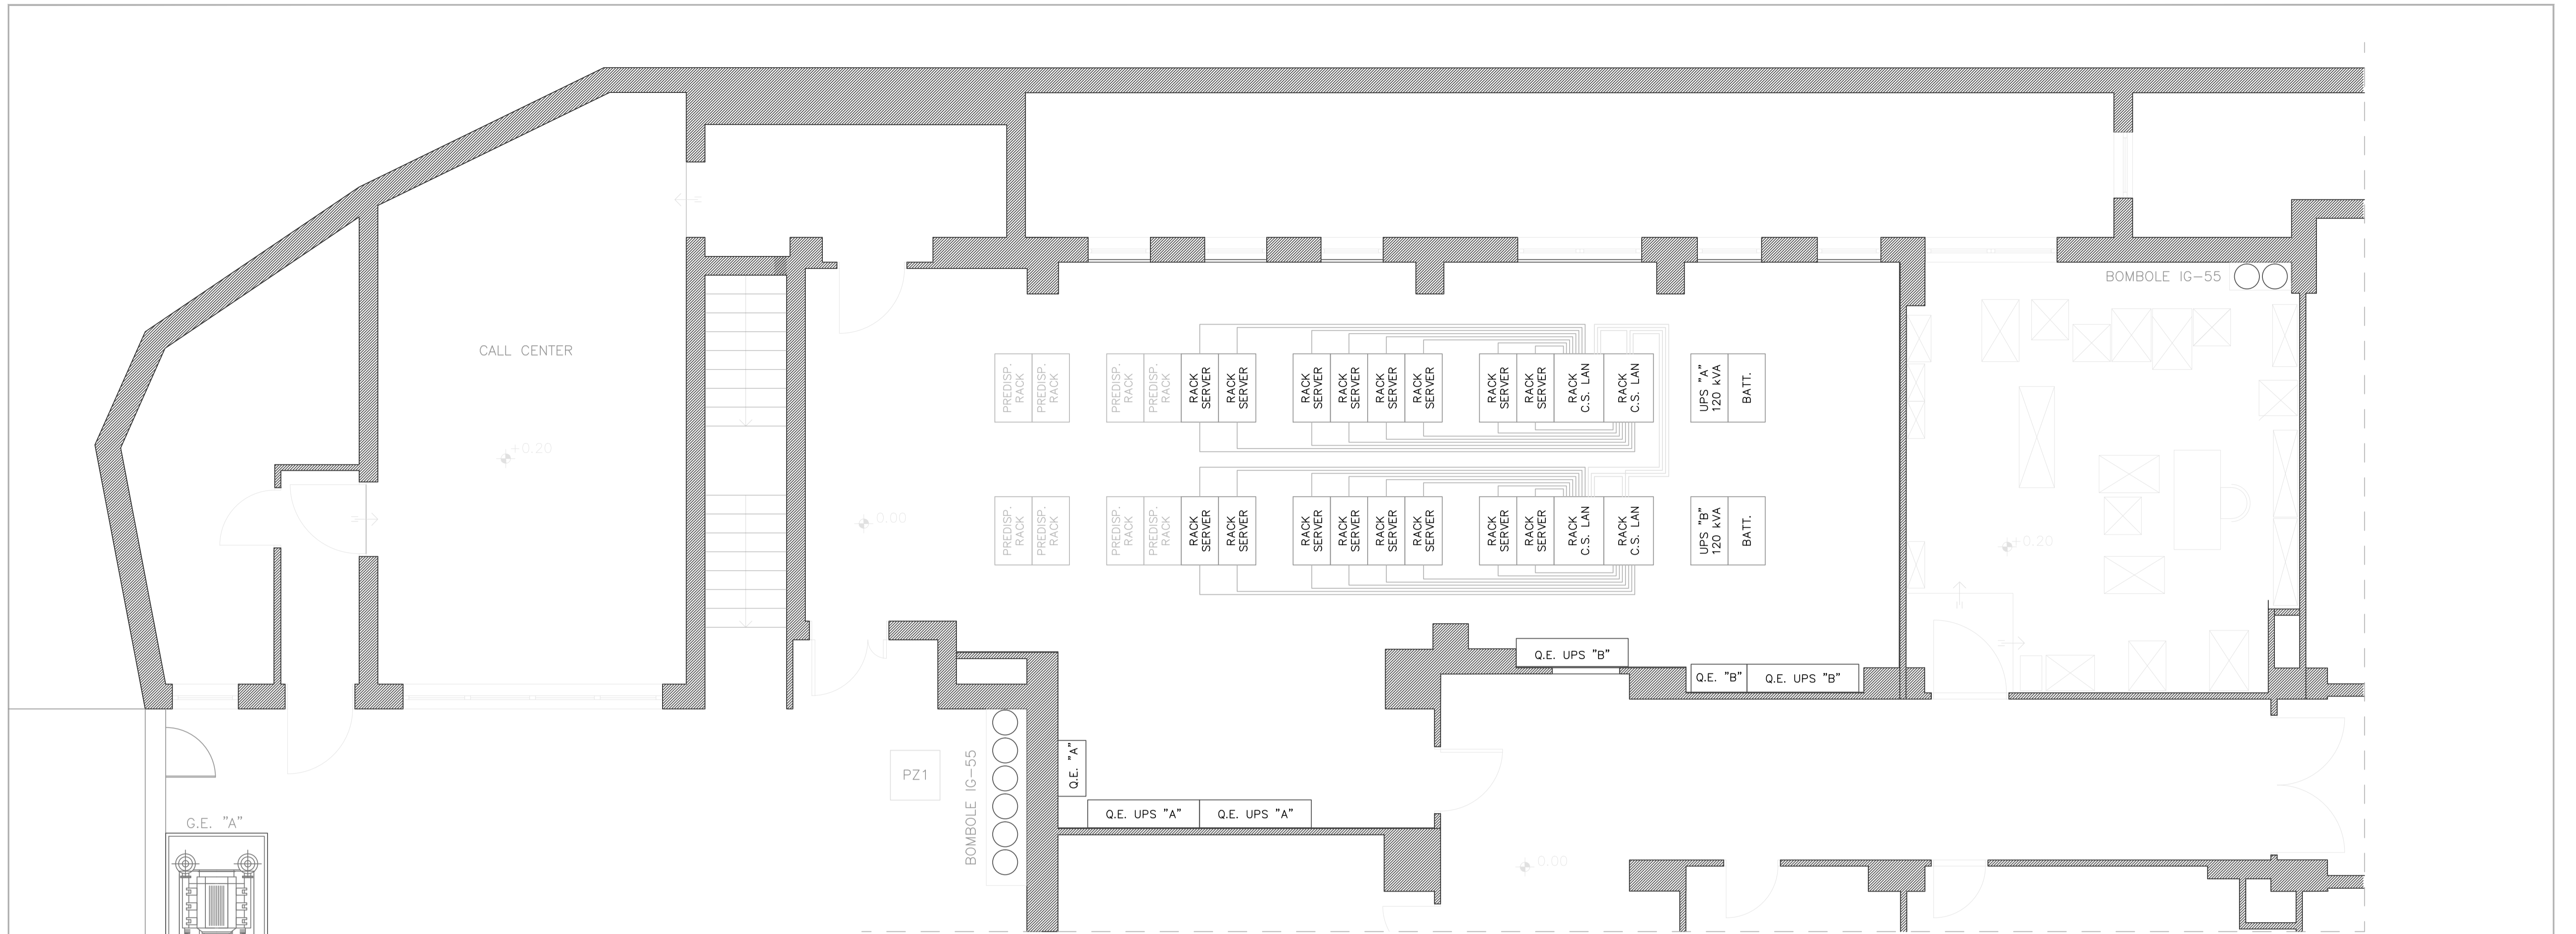 BOMBOLE IG-55
CALL CENTER
+0.20
PREDISP.
RACK
PREDISP.
RACK
PREDISP.
RACK
PREDISP.
RACK
RACK
SERVER
RACK
SERVER
RACK
SERVER
RACK
SERVER
RACK
SERVER
RACK
SERVER
RACK
SERVER
RACK
SERVER
RACK
C.S. LAN
RACK
C.S. LAN
UPS "A"
120 kVA
BATT.
0.00
PREDISP.
RACK
PREDISP.
RACK
PREDISP.
RACK
PREDISP.
RACK
RACK
SERVER
RACK
SERVER
RACK
SERVER
RACK
SERVER
RACK
SERVER
RACK
SERVER
RACK
SERVER
RACK
SERVER
RACK
C.S. LAN
RACK
C.S. LAN
UPS "B"
120 kVA
BATT.
+0.20
Q.E. UPS "B"
Q.E. "B"
Q.E. UPS "B"
PZ1
BOMBOLE IG-55
Q.E. "A"
Q.E. UPS "A"
Q.E. UPS "A"
G.E. "A"
0.00